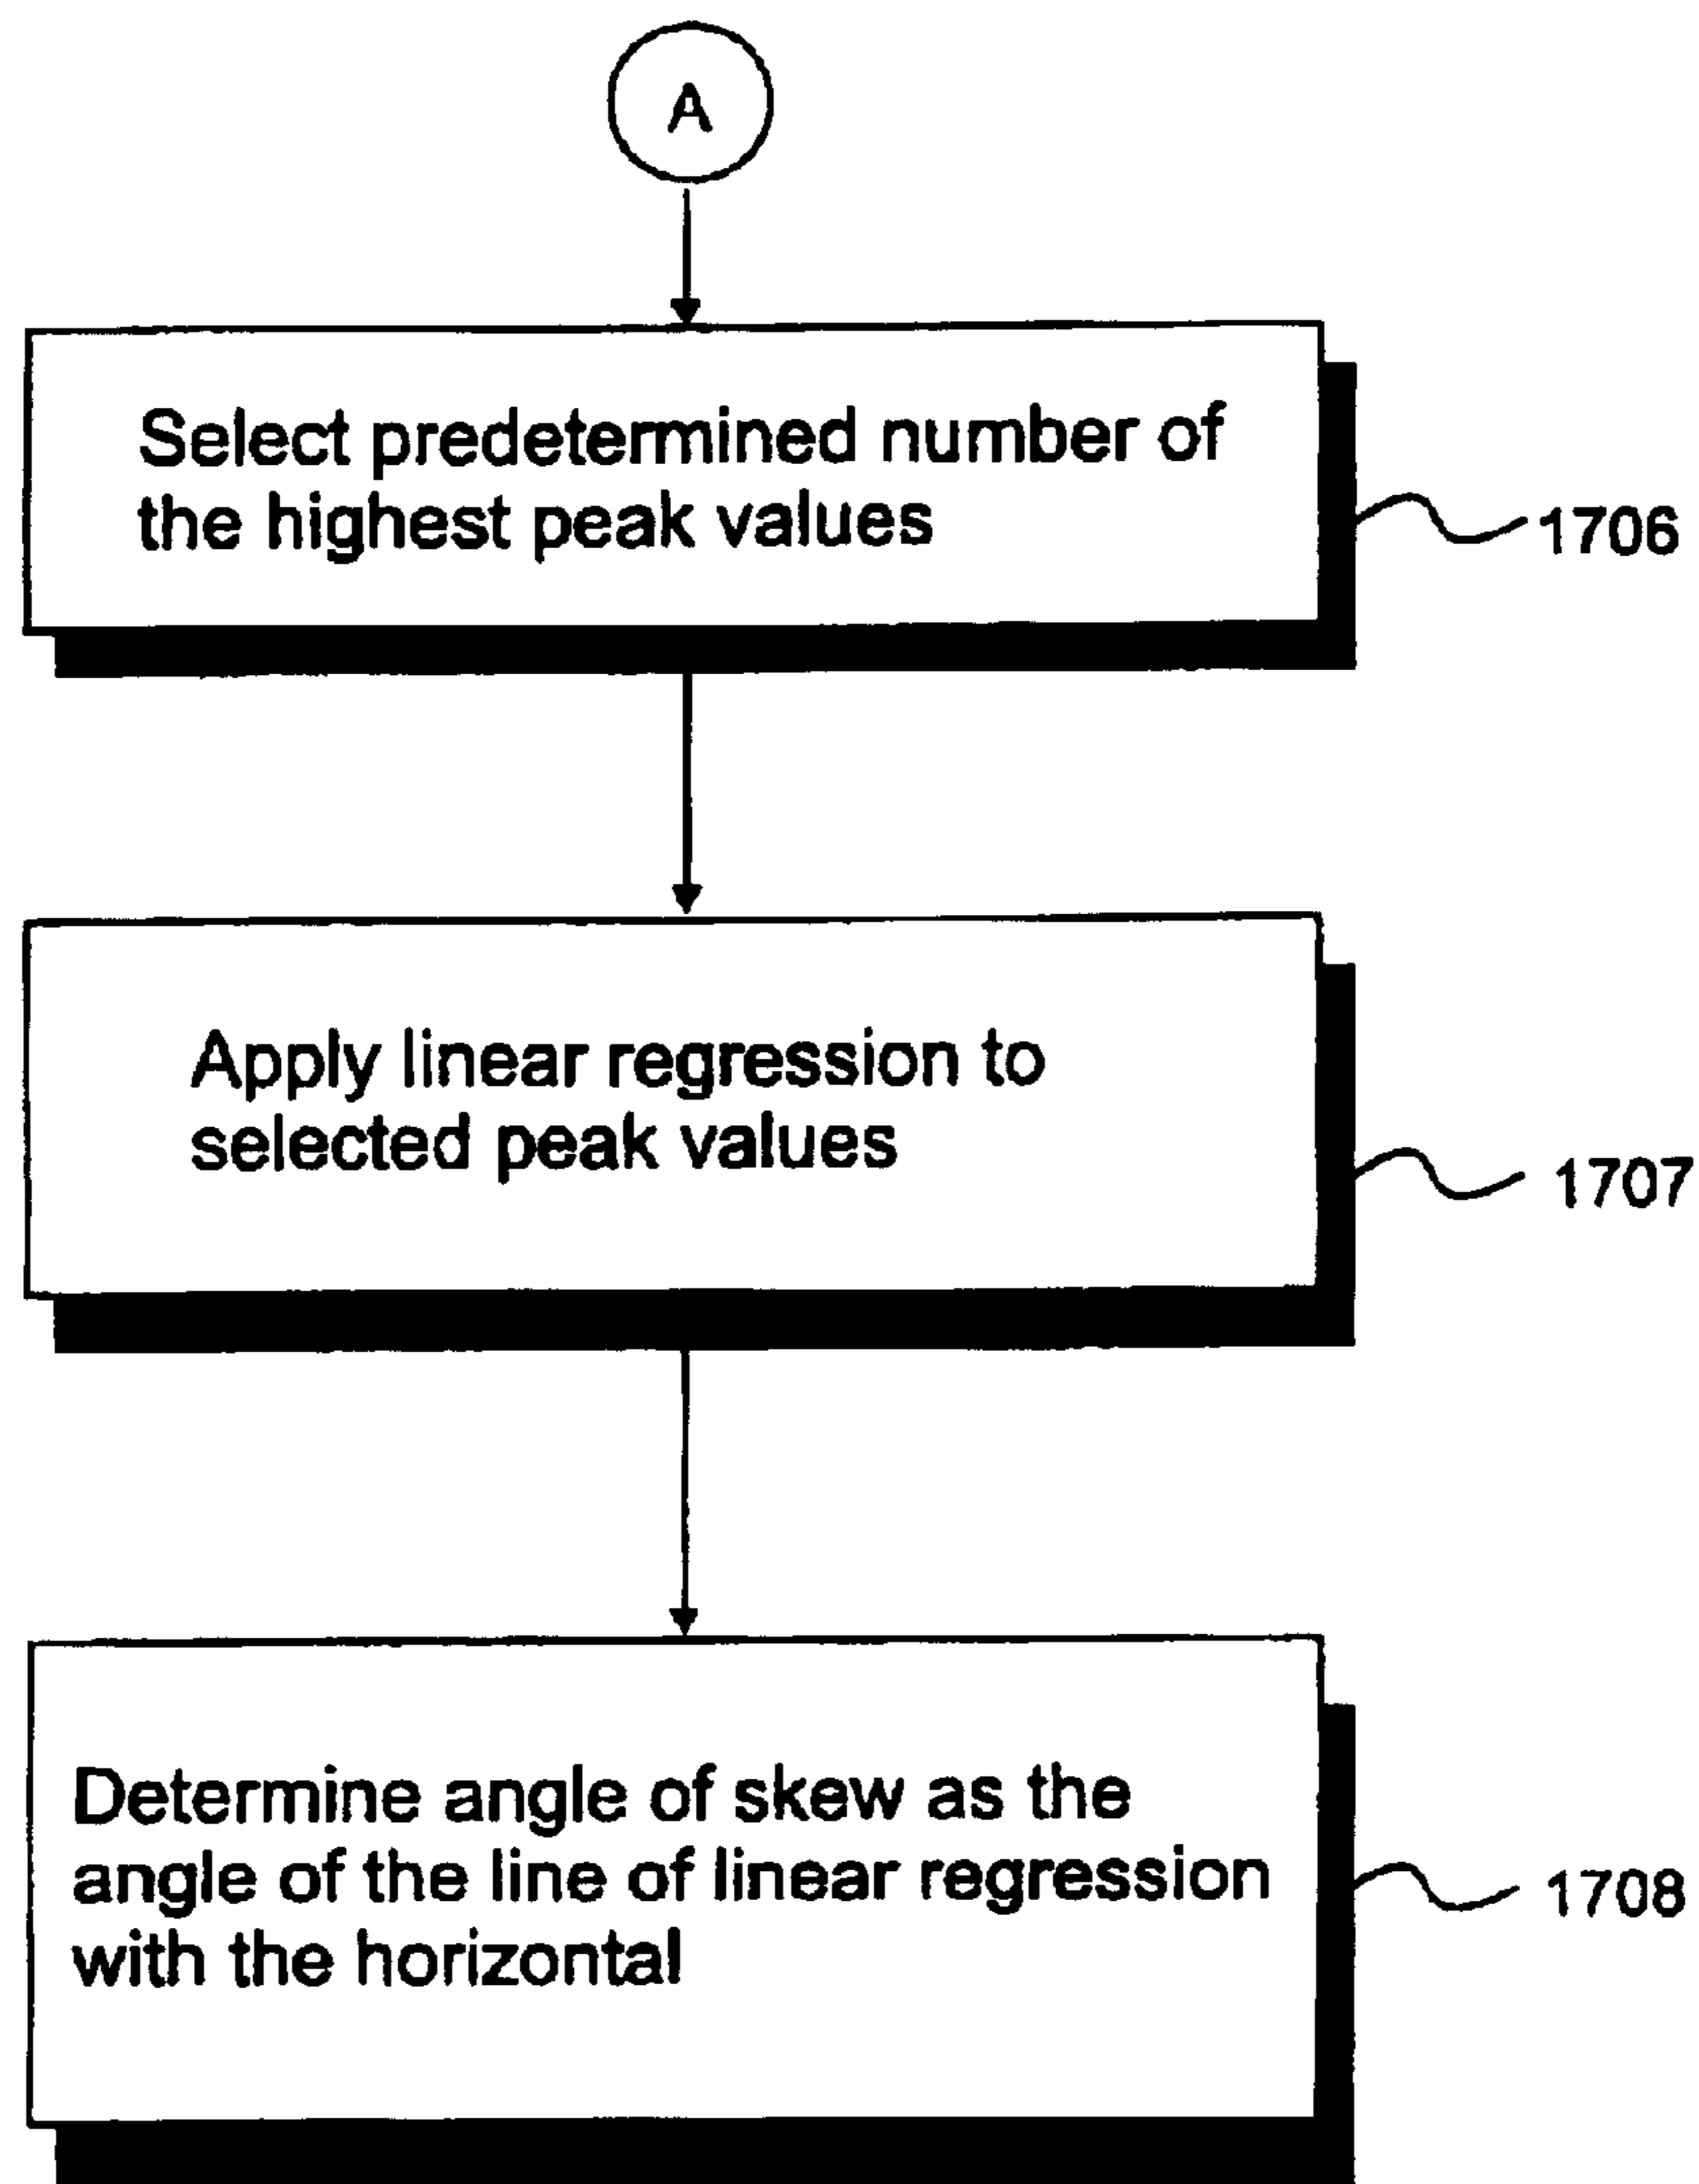 A
Select predetermined number of
the highest peak values
1706
Apply linear regression to
selected peak values
1707
Determine angle of skew as the
angle of the line of linear regression
with the horizontal
1708